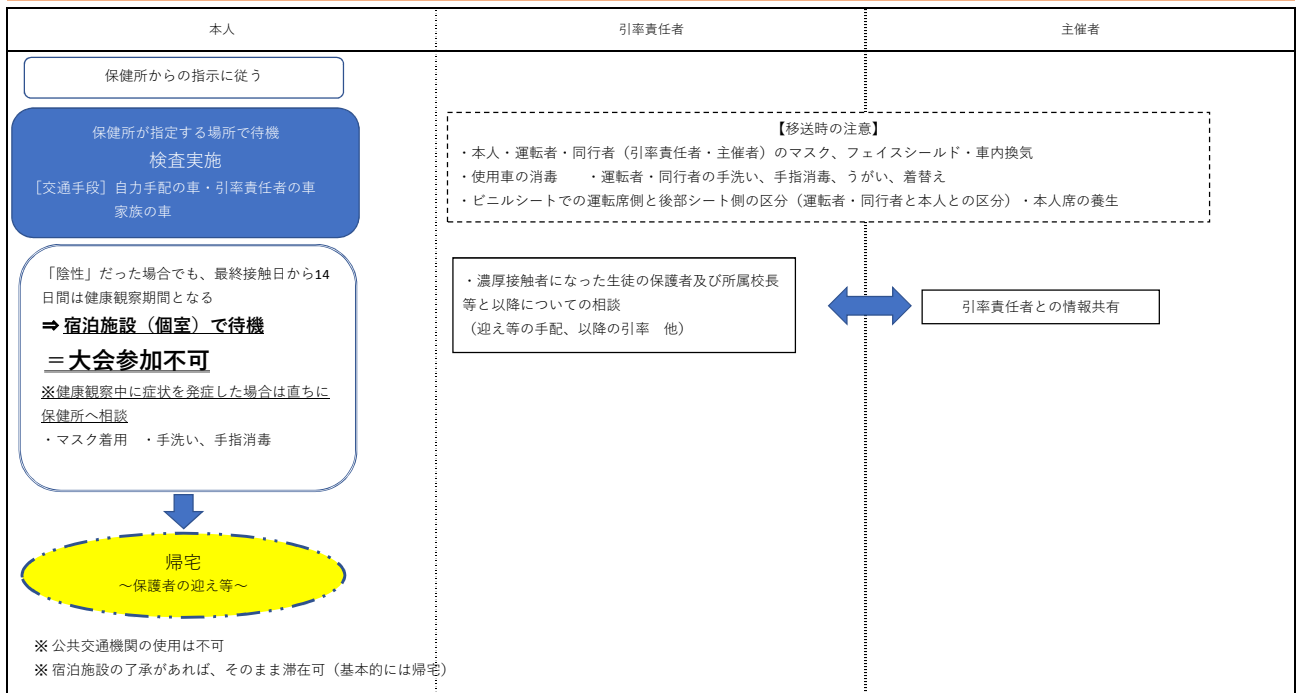 本人
引率責任者
主催者
保健所からの指示に従う
保健所が指定する場所で待機
検査実施
［交通手段］自力手配の車・引率責任者の車
家族の車
【移送時の注意】
・本人・運転者・同行者（引率責任者・主催者）のマスク、フェイスシールド・車内換気
・使用車の消毒　　・運転者・同行者の手洗い、手指消毒、うがい、着替え
・ビニルシートでの運転席側と後部シート側の区分（運転者・同行者と本人との区分）・本人席の養生
「陰性」だった場合でも、最終接触日から14
日間は健康観察期間となる
⇒ 宿泊施設（個室）で待機
＝大会参加不可
※健康観察中に症状を発症した場合は直ちに
保健所へ相談
・マスク着用　・手洗い、手指消毒
・濃厚接触者になった生徒の保護者及び所属校長
等と以降についての相談
（迎え等の手配、以降の引率　他）
引率責任者との情報共有
帰宅
～保護者の迎え等～
※ 公共交通機関の使用は不可
※ 宿泊施設の了承があれば、そのまま滞在可（基本的には帰宅）